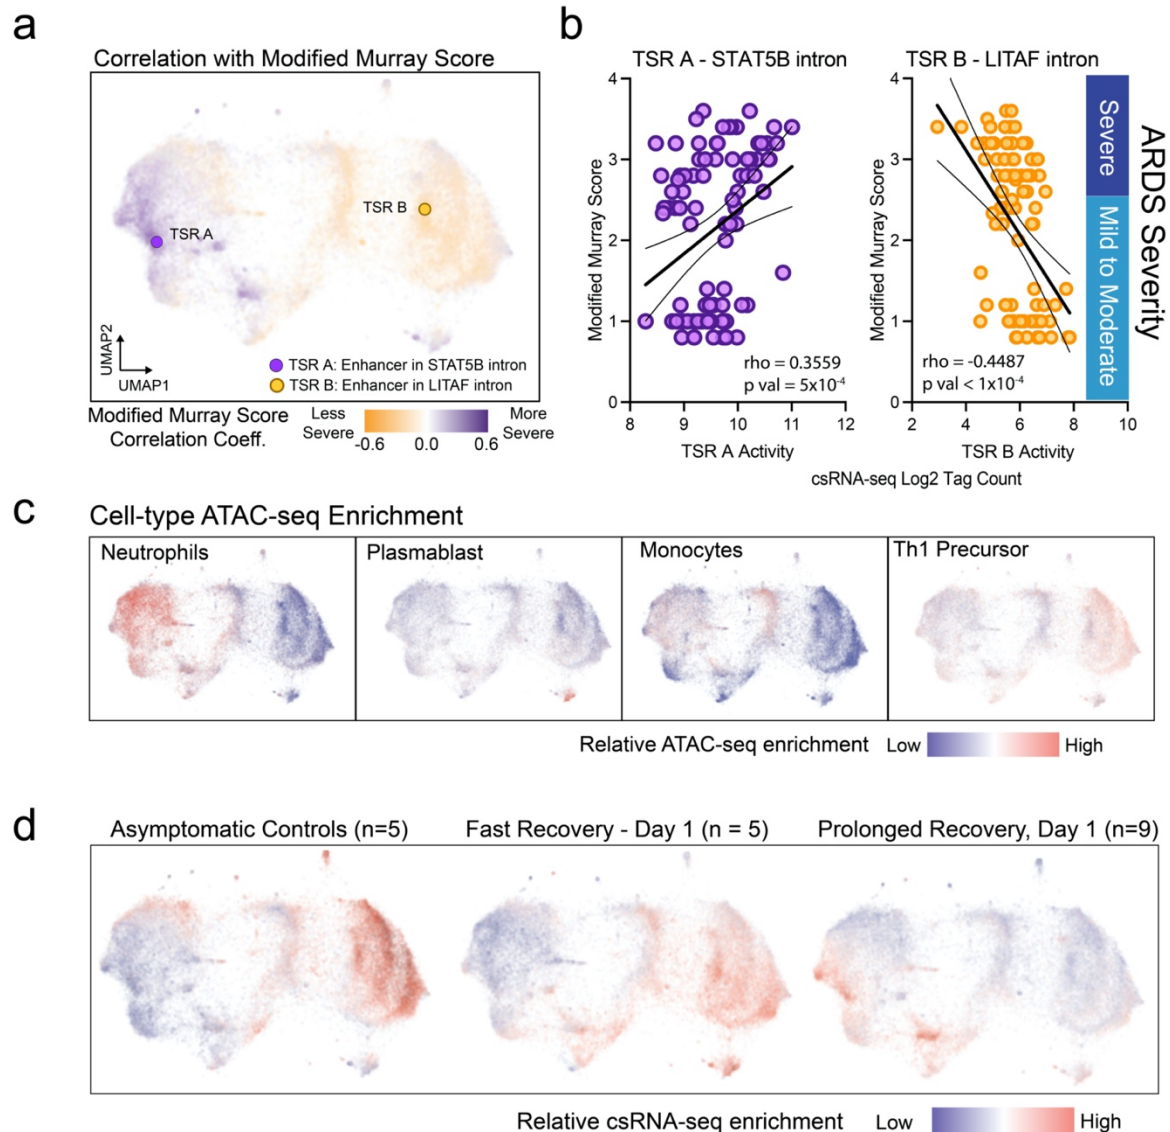 a
Correlation with Modified Murray Score
TSR A
TSR B
UMAP2
UMAP1
TSR A: Enhancer in STAT5B intron
TSR B: Enhancer in LITAF intron
Modified Murray Score
Correlation Coeff.
Less
Severe
-0.6
0.0
0.6
More
Severe
b
TSR A - STAT5B intron
Modified Murray Score
4
3
2
1
0
rho = 0.3559
p val = 5x10⁻⁴
8
9
10
11
12
TSR A Activity
TSR B - LITAF intron
Modified Murray Score
4
3
2
1
0
rho = -0.4487
p val < 1x10⁻⁴
2
4
6
8
10
TSR B Activity
csRNA-seq Log2 Tag Count
Severe
Mild to Moderate
ARDS Severity
c
Cell-type ATAC-seq Enrichment
Neutrophils
Plasmablast
Monocytes
Th1 Precursor
Relative ATAC-seq enrichment
Low
High
d
Asymptomatic Controls (n=5)
Fast Recovery - Day 1 (n = 5)
Prolonged Recovery, Day 1 (n=9)
Relative csRNA-seq enrichment
Low
High